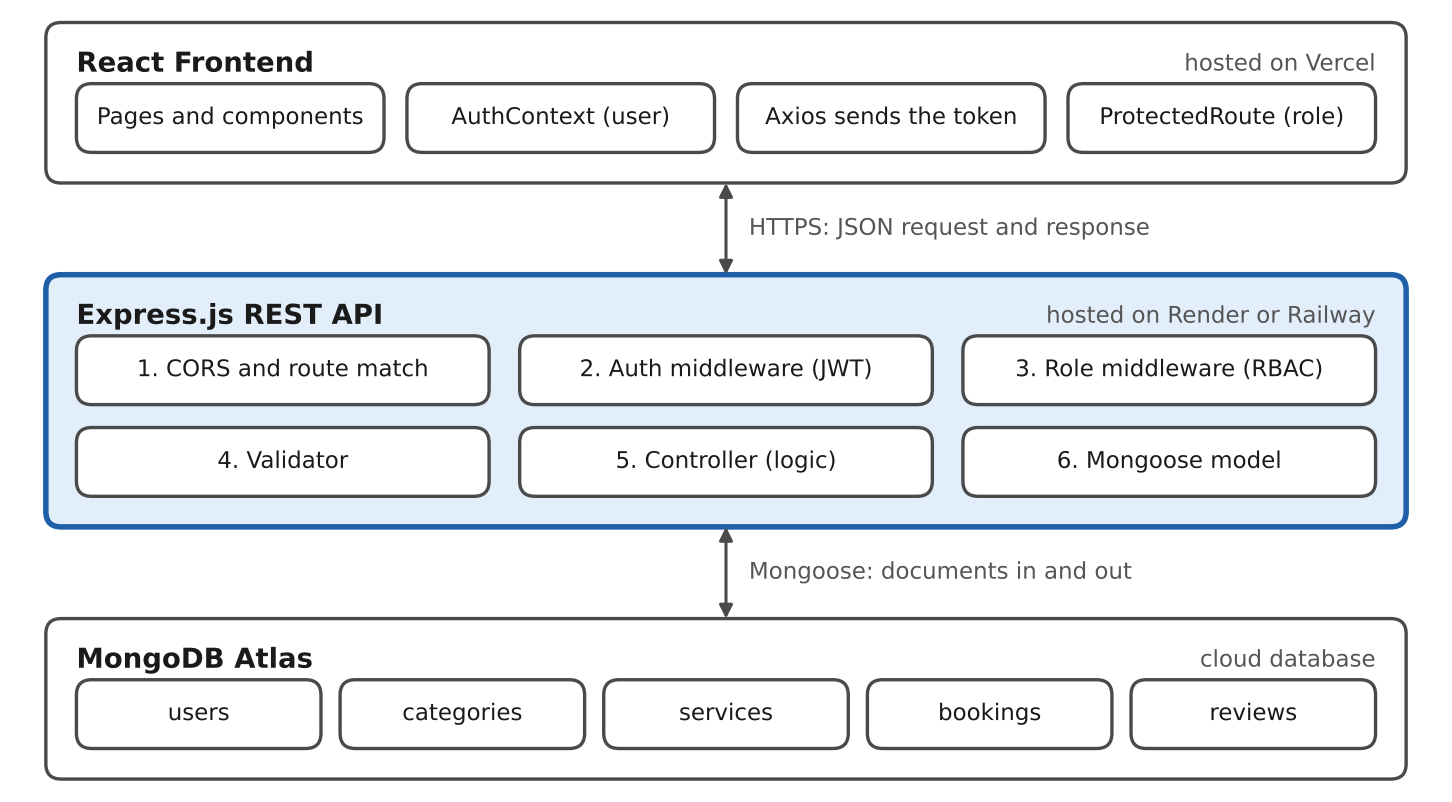 React Frontend
hosted on Vercel
Pages and components
AuthContext (user)
Axios sends the token
ProtectedRoute (role)
HTTPS: JSON request and response
Express.js REST API
hosted on Render or Railway
1. CORS and route match
2. Auth middleware (JWT)
3. Role middleware (RBAC)
4. Validator
5. Controller (logic)
6. Mongoose model
Mongoose: documents in and out
MongoDB Atlas
cloud database
users
categories
services
bookings
reviews